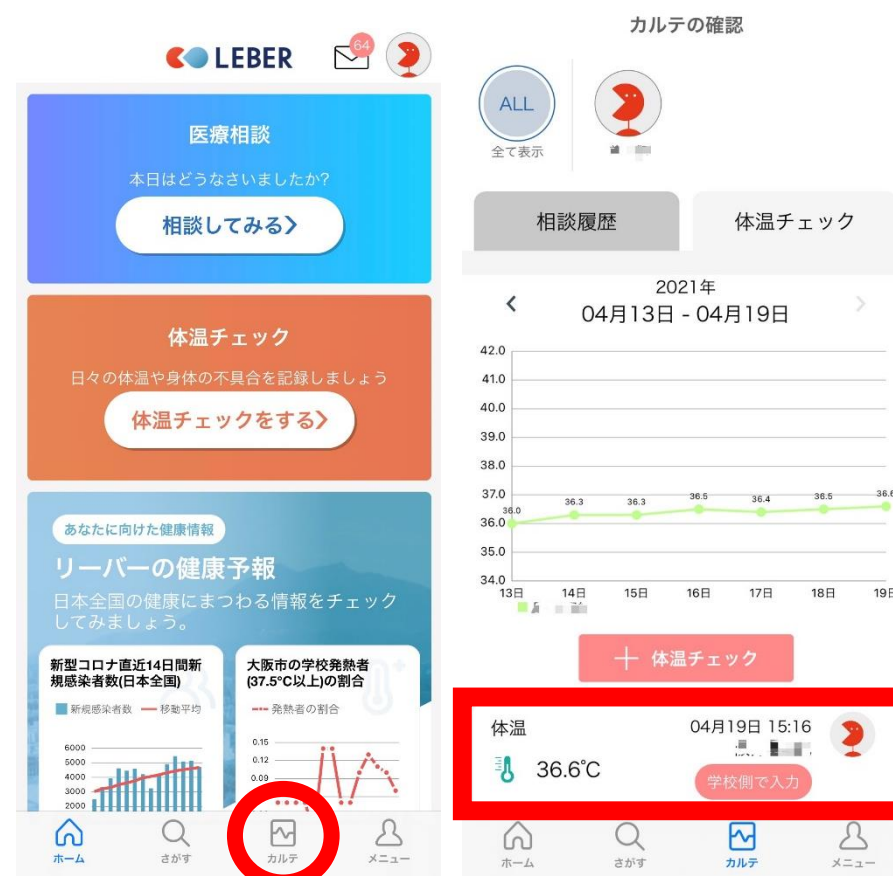 LEBER
64
医療相談
本日はどうなさいましたか?
相談してみる>
体温チェック
日々の体温や身体の不具合を記録しましょう
体温チェックをする>
あなたに向けた健康情報
リーバーの健康予報
日本全国の健康にまつわる情報をチェック
してみましょう。
新型コロナ直近14日間新
規感染者数(日本全国)
新規感染者数 移動平均
6000
5000
4000
3000
2000
大阪市の学校発熱者
(37.5°C以上)の割合
発熱者の割合
0.15
0.12
0.09
ホーム さがす カルテ メニュー
カルテの確認
ALL
全て表示
相談履歴 体温チェック
2021年
< 04月13日 - 04月19日 >
42.0
41.0
40.0
39.0
38.0
37.0
36.0
35.0
34.0
36.0 36.3 36.3 36.5 36.4 36.5 36.6
13日 14日 15日 16日 17日 18日 19日
+ 体温チェック
体温 04月19日 15:16
36.6°C
学校側で入力
ホーム さがす カルテ メニュー